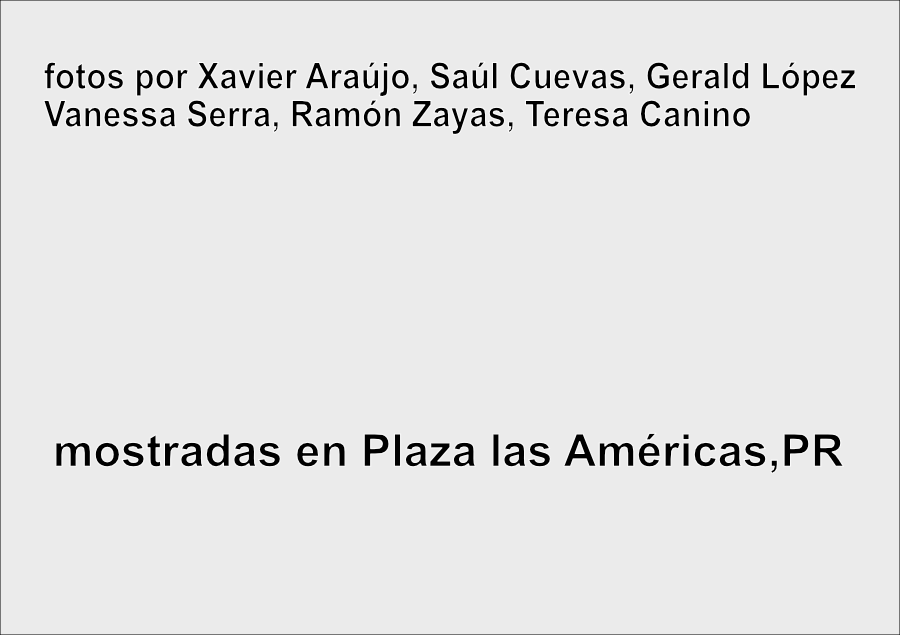 fotos por Xavier Araújo, Saúl Cuevas, Gerald López
Vanessa Serra, Ramón Zayas, Teresa Canino
mostradas en Plaza las Américas,PR